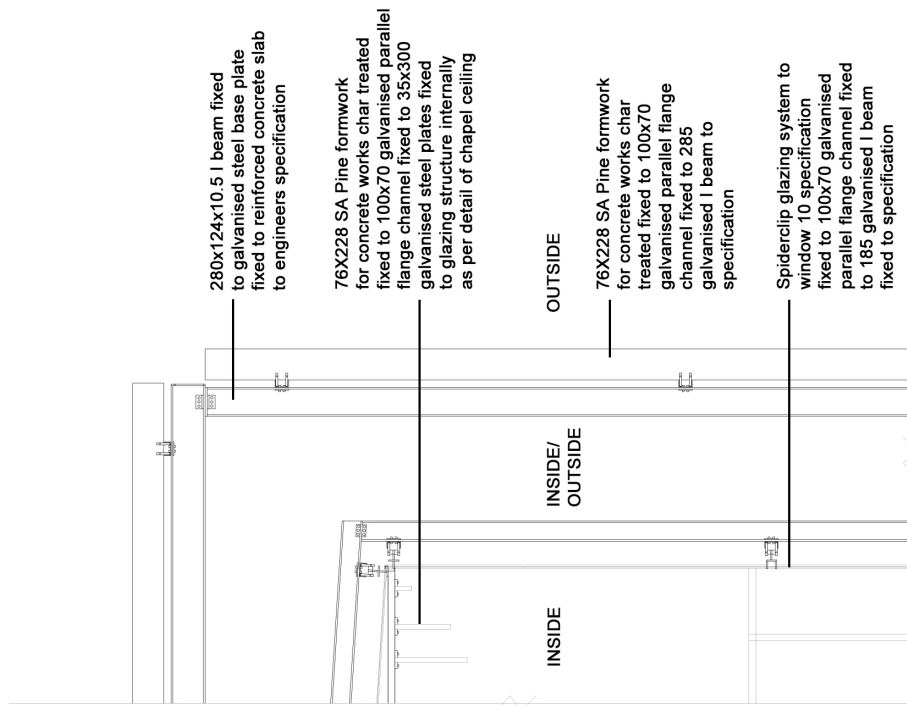 280x124x10.5 I beam fixed
to galvanised steel base plate
fixed to reinforced concrete slab
to engineers specification
76X228 SA Pine formwork
for concrete works char treated
fixed to 100x70 galvanised parallel
flange channel fixed to 35x300
galvanised steel plates fixed
to glazing structure internally
as per detail of chapel ceiling
OUTSIDE
76X228 SA Pine formwork
for concrete works char
treated fixed to 100x70
galvanised parallel flange
channel fixed to 285
galvanised I beam to
specification
Spiderclip glazing system to
window 10 specification
fixed to 100x70 galvanised
parallel flange channel fixed
to 185 galvanised I beam
fixed to specification
INSIDE/
OUTSIDE
INSIDE